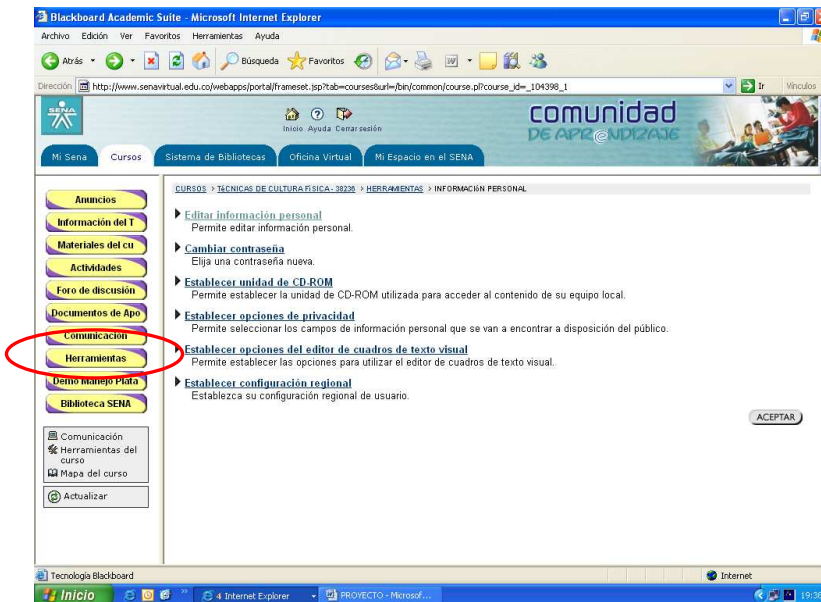 Blackboard Academic Suite - Microsoft Internet Explorer
Archivo Edición Ver Favoritos Herramientas Ayuda
Atrás Búsqueda Favoritos
Dirección http://www.senavirtual.edu.co/webapps/portal/frameset.jsp?tab=courses&url=/bin/common/course.pl?course_id=_104398_1 Ir Vínculos
SENA
Inicio Ayuda Cerrar sesión
comunidad
DE APR@NDIZAJE
Mi Sena Cursos Sistema de Bibliotecas Oficina Virtual Mi Espacio en el SENA
CURSOS > TéCNICAS DE CULTURA FíSICA - 38236 > HERRAMIENTAS > INFORMACIóN PERSONAL
Anuncios
Información del T
Materiales del cu
Actividades
Foro de discusión
Documentos de Apo
Comunicación
Herramientas
Demo Manejo Plata
Biblioteca SENA
Comunicación
Herramientas del
curso
Mapa del curso
Actualizar
Editar información personal
Permite editar información personal.
Cambiar contraseña
Elija una contraseña nueva.
Establecer unidad de CD-ROM
Permite establecer la unidad de CD-ROM utilizada para acceder al contenido de su equipo local.
Establecer opciones de privacidad
Permite seleccionar los campos de información personal que se van a encontrar a disposición del público.
Establecer opciones del editor de cuadros de texto visual
Permite establecer las opciones para utilizar el editor de cuadros de texto visual.
Establecer configuración regional
Establezca su configuración regional de usuario.
ACEPTAR
Tecnología Blackboard Internet
Inicio 4 Internet Explorer PROYECTO - Microsof... 19:38